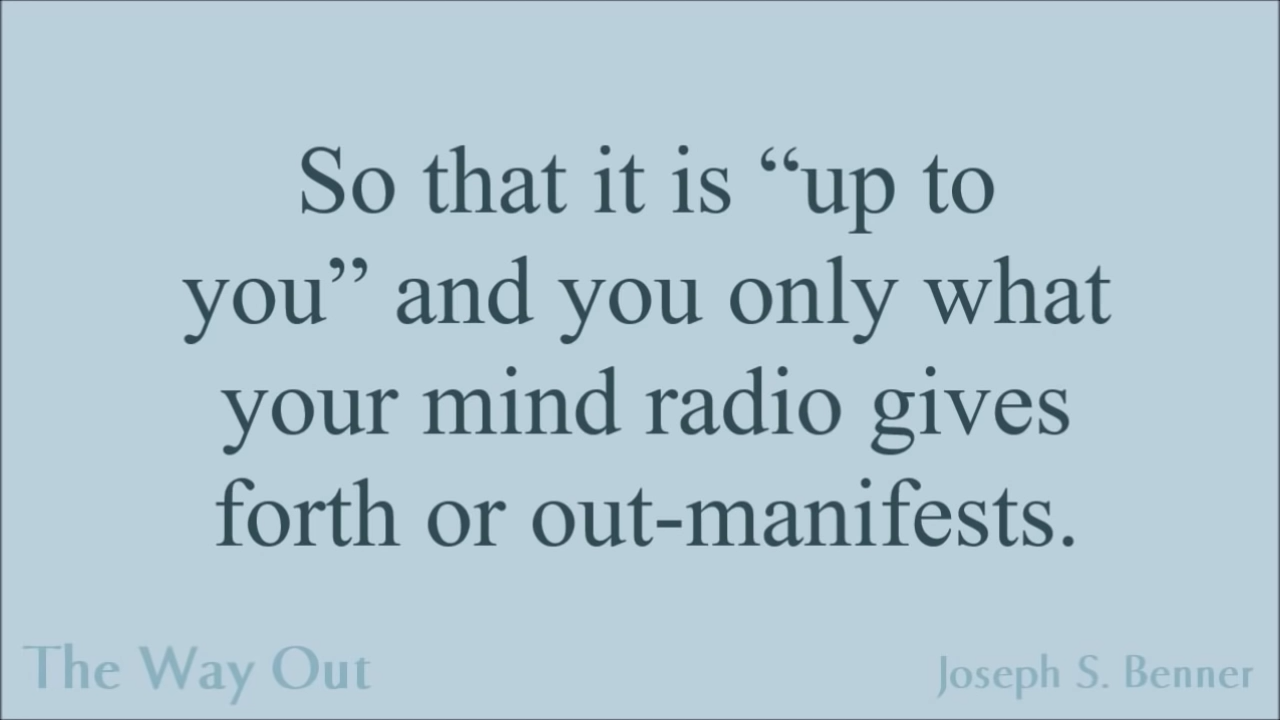 So that it is “up to
you” and you only what
your mind radio gives
forth or out-manifests.
The Way Out
Joseph S. Benner